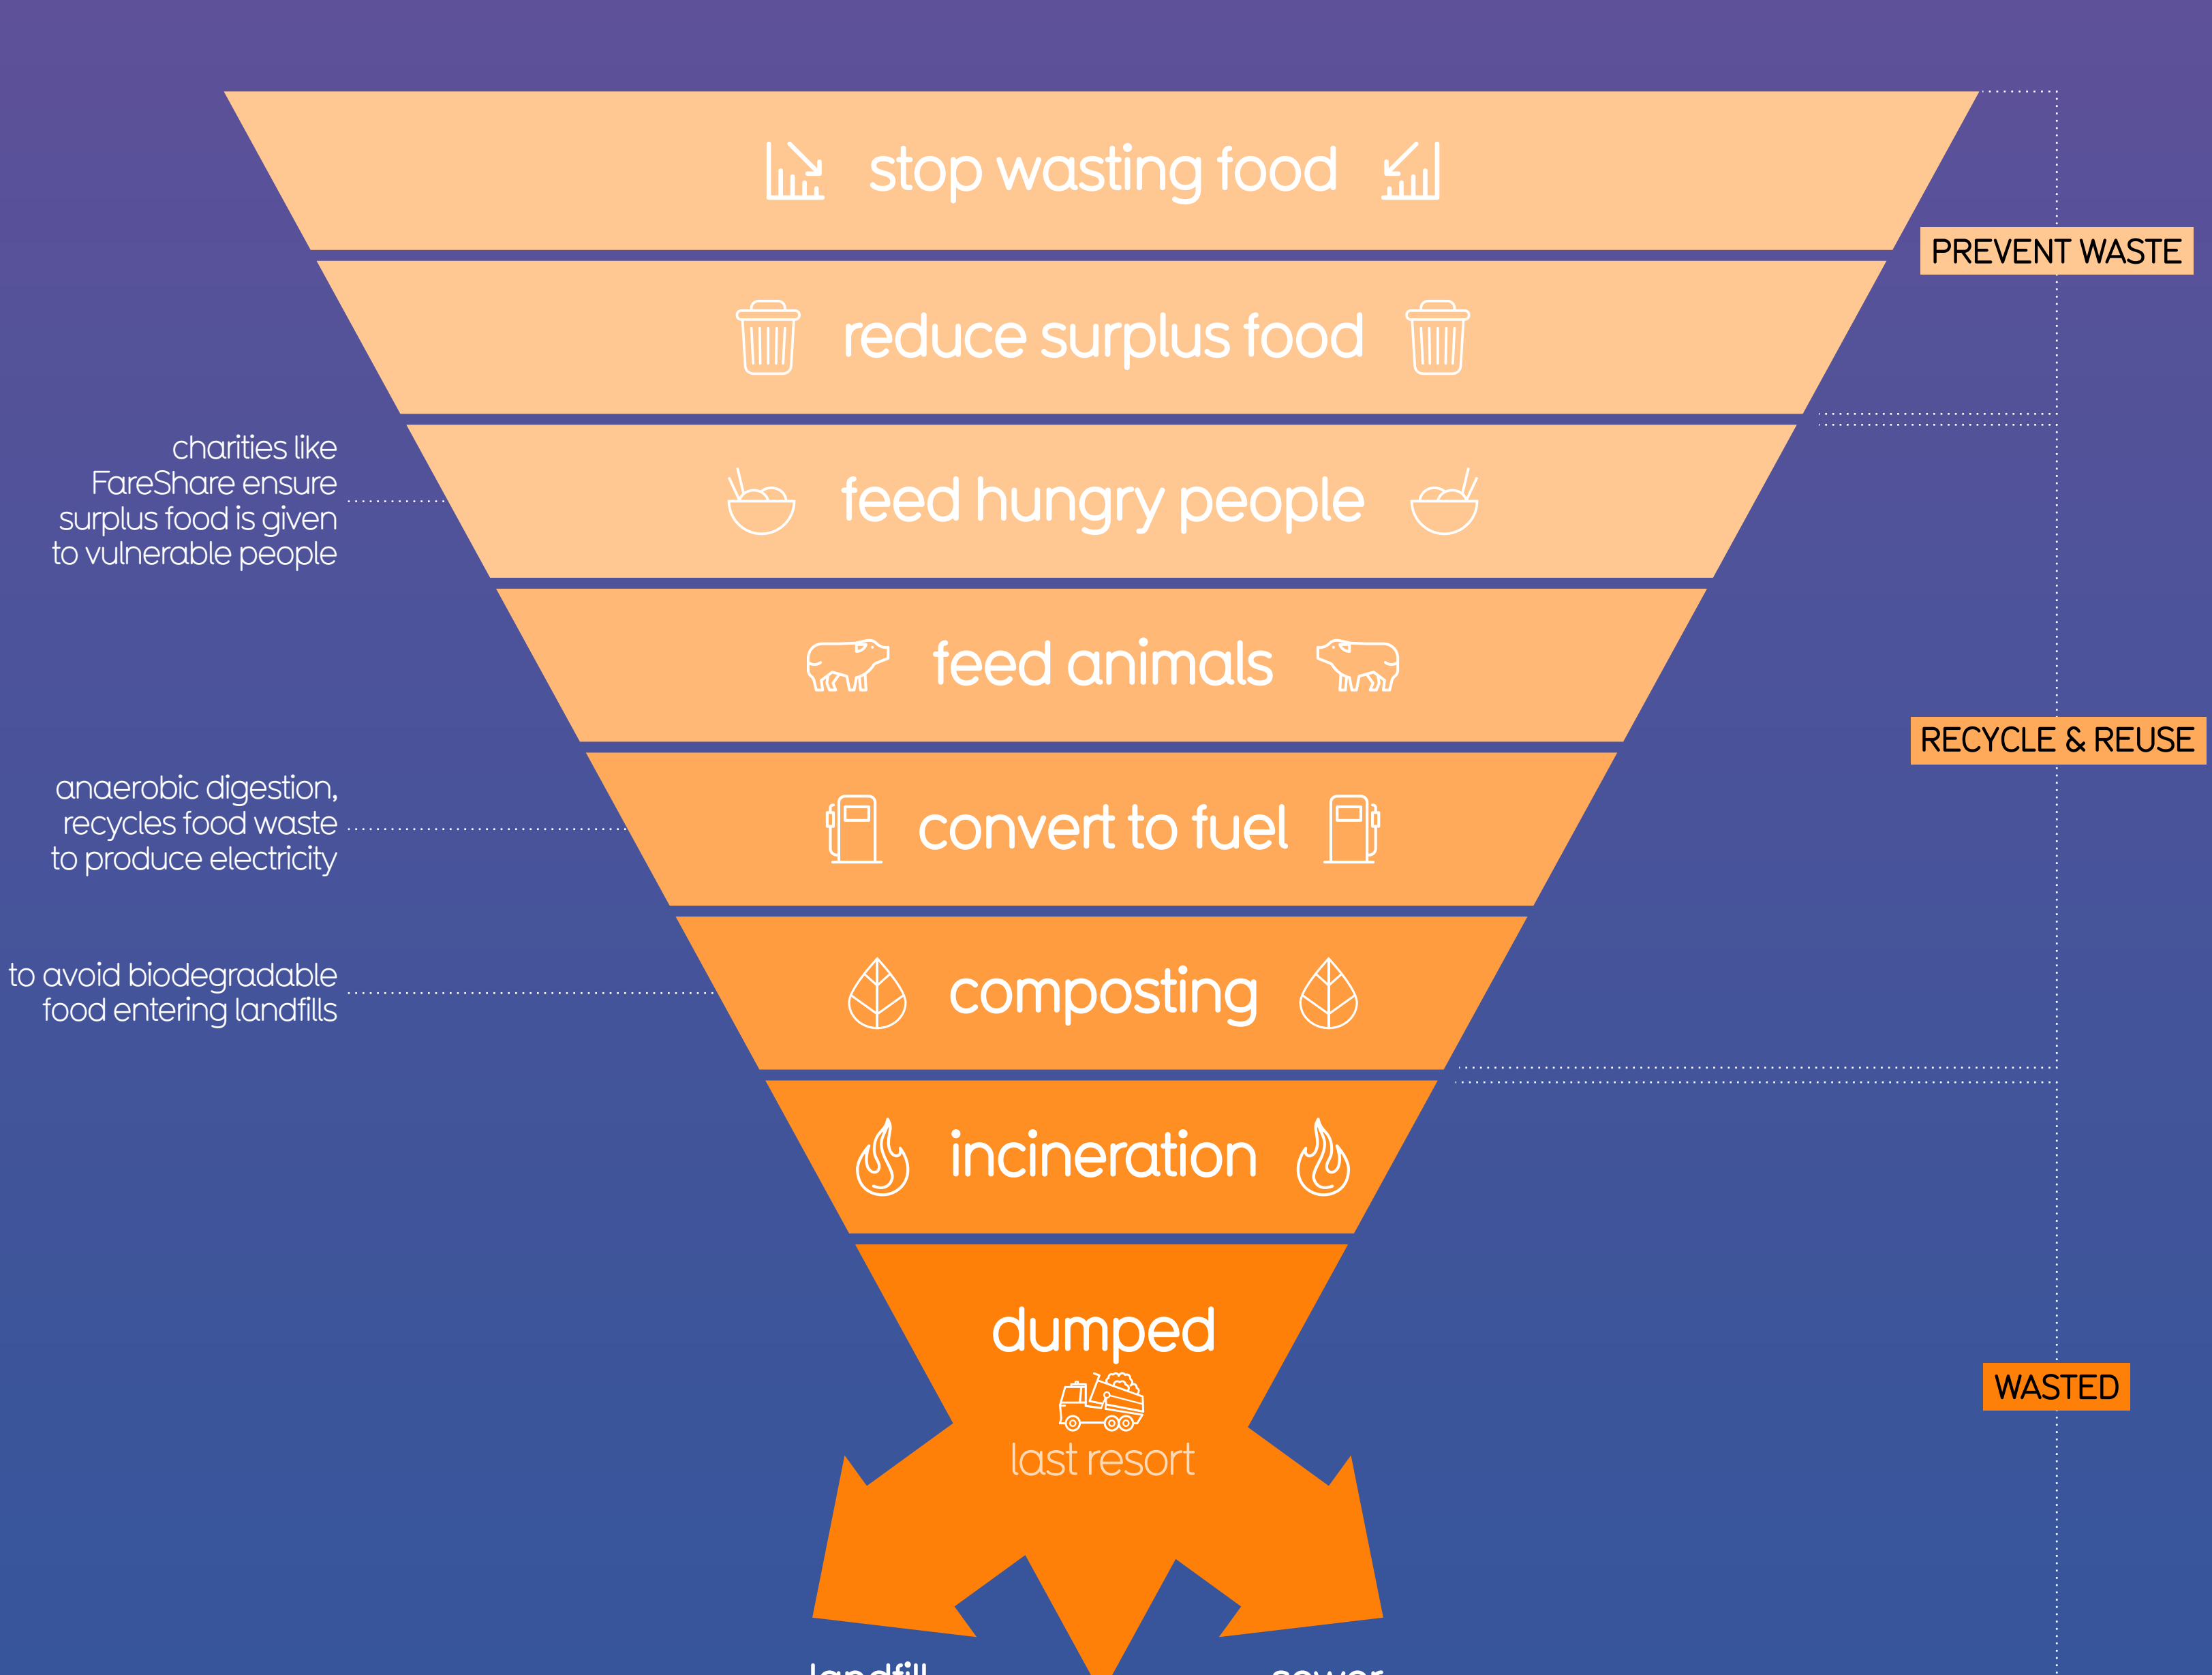 stop wasting food
PREVENT WASTE
reduce surplus food
charities like
FareShare ensure
surplus food is given
to vulnerable people
feed hungry people
feed animals
RECYCLE & REUSE
anaerobic digestion,
recycles food waste
to produce electricity
convert to fuel
to avoid biodegradable
food entering landfills
composting
incineration
dumped
WASTED
last resort
landfill
sewer